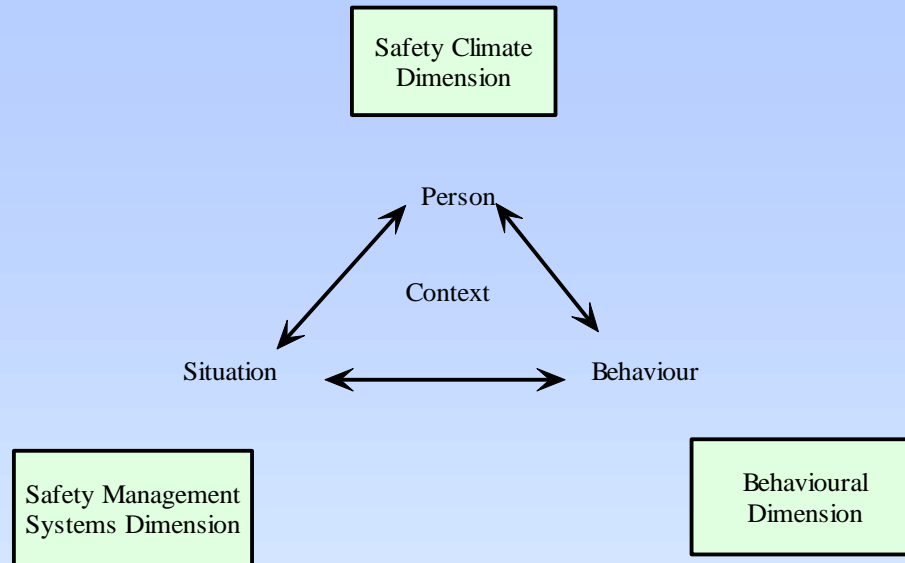 Safety Climate
Dimension
Person
Context
Situation
Behaviour
Safety Management
Systems Dimension
Behavioural
Dimension